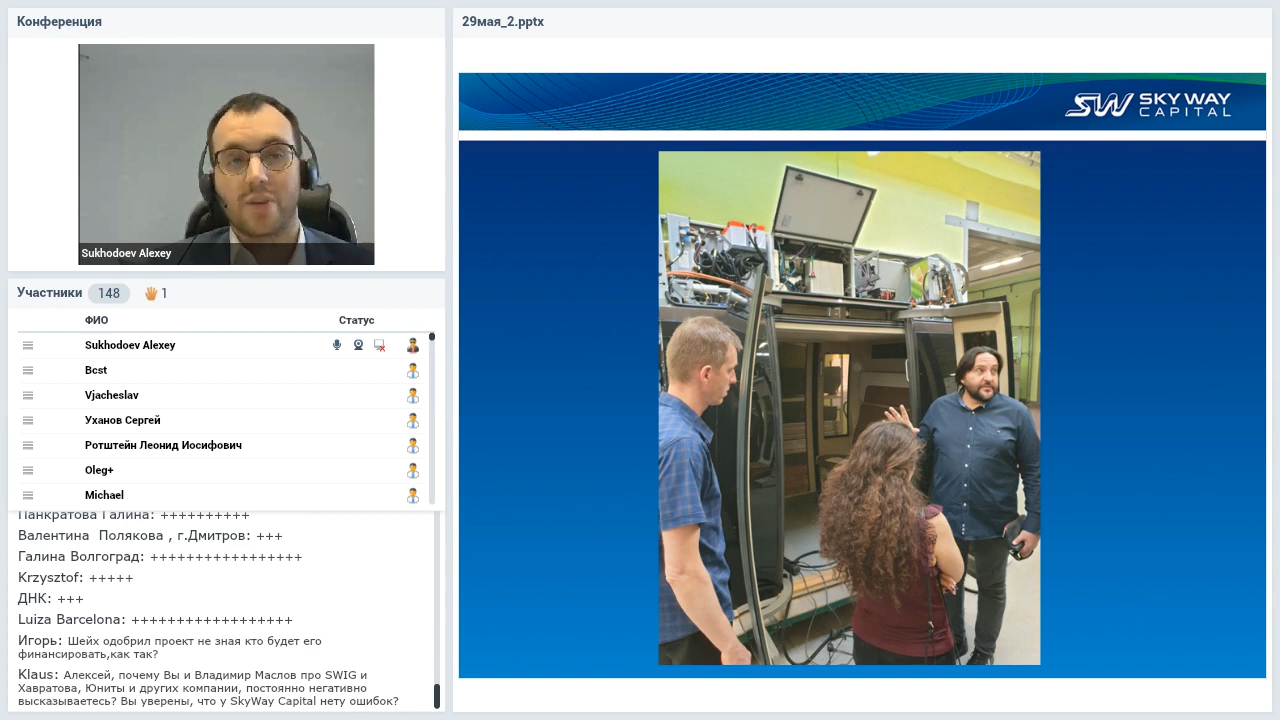 Конференция
Sukhodoev Alexey
Участники 148 1
ФИО Статус
Sukhodoev Alexey
Bcst
Vjacheslav
Уханов Сергей
Ротштейн Леонид Иосифович
Oleg+
Michael
Панкратова Галина: ++++++++++
Валентина Полякова , г.Дмитров: +++
Галина Волгоград: +++++++++++++++++
Krzysztof: +++++
ДНК: +++
Luiza Barcelona: ++++++++++++++++++
Игорь: Шейх одобрил проект не зная кто будет его
финансировать,как так?
Klaus: Алексей, почему Вы и Владимир Маслов про SWIG и
Хавратова, Юниты и других компании, постоянно негативно
высказываетесь? Вы уверены, что у SkyWay Capital нету ошибок?
29мая_2.pptx
SW SKY WAY
CAPITAL